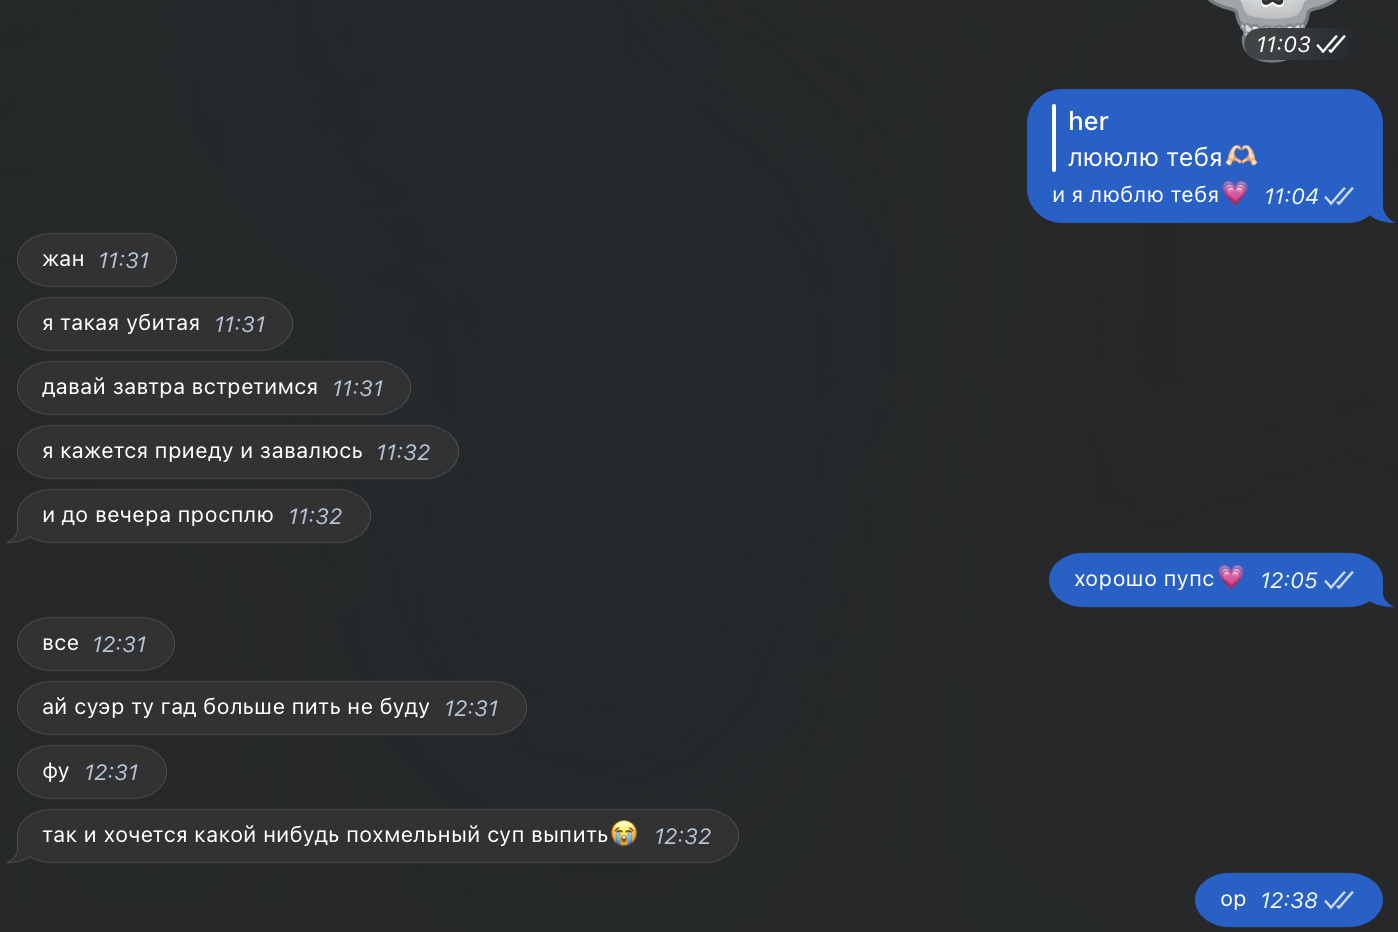 11:03
her
лююлю тебя🫶🏻
и я люблю тебя💗 11:04
жан 11:31
я такая убитая 11:31
давай завтра встретимся 11:31
я кажется приеду и завалюсь 11:32
и до вечера просплю 11:32
хорошо пупс💗 12:05
все 12:31
ай суэр ту гад больше пить не буду 12:31
фу 12:31
так и хочется какой нибудь похмельный суп выпить😭 12:32
ор 12:38